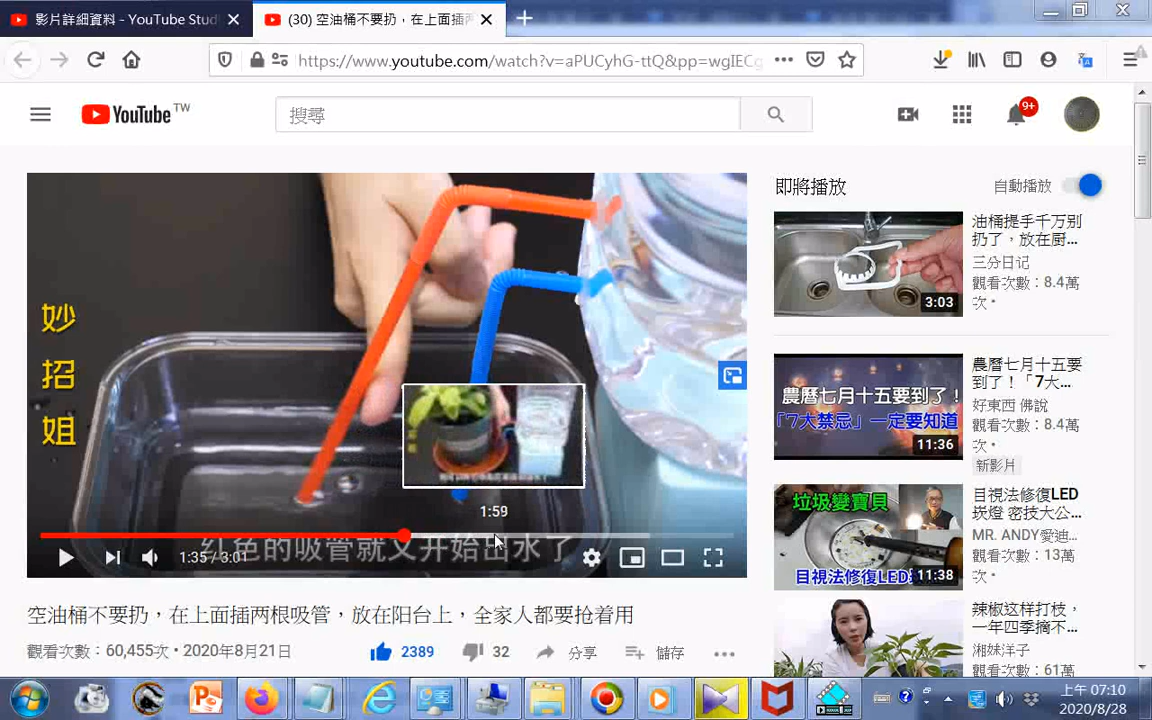 影片詳細資料 - YouTube Stud
(30) 空油桶不要扔，在上面插兩
https://www.youtube.com/watch?v=aPUCyhG-ttQ&pp=wgIECg
YouTube TW
搜尋
9+
妙
招
姐
1:59
红色的吸管就又开始出水了
1:35 / 3:01
空油桶不要扔，在上面插两根吸管，放在阳台上，全家人都要抢着用
觀看次數：60,455次 • 2020年8月21日
2389
32
分享
儲存
即將播放
自動播放
油桶提手千万别
扔了，放在厨...
三分日记
觀看次數：8.4萬
次 •
3:03
農曆七月十五要
到了！「7大...
好東西 佛說
觀看次數：8.4萬
次 •
新影片
農曆七月十五要到了！
「7大禁忌」一定要知道
11:36
目視法修復LED
崁燈 密技大公...
MR. ANDY愛迪...
觀看次數：13萬
次 •
垃圾變寶貝
目視法修復LED
11:38
辣椒这样打枝，
一年四季摘不...
湘妹洋子
觀看次數：61萬
上午 07:10
2020/8/28